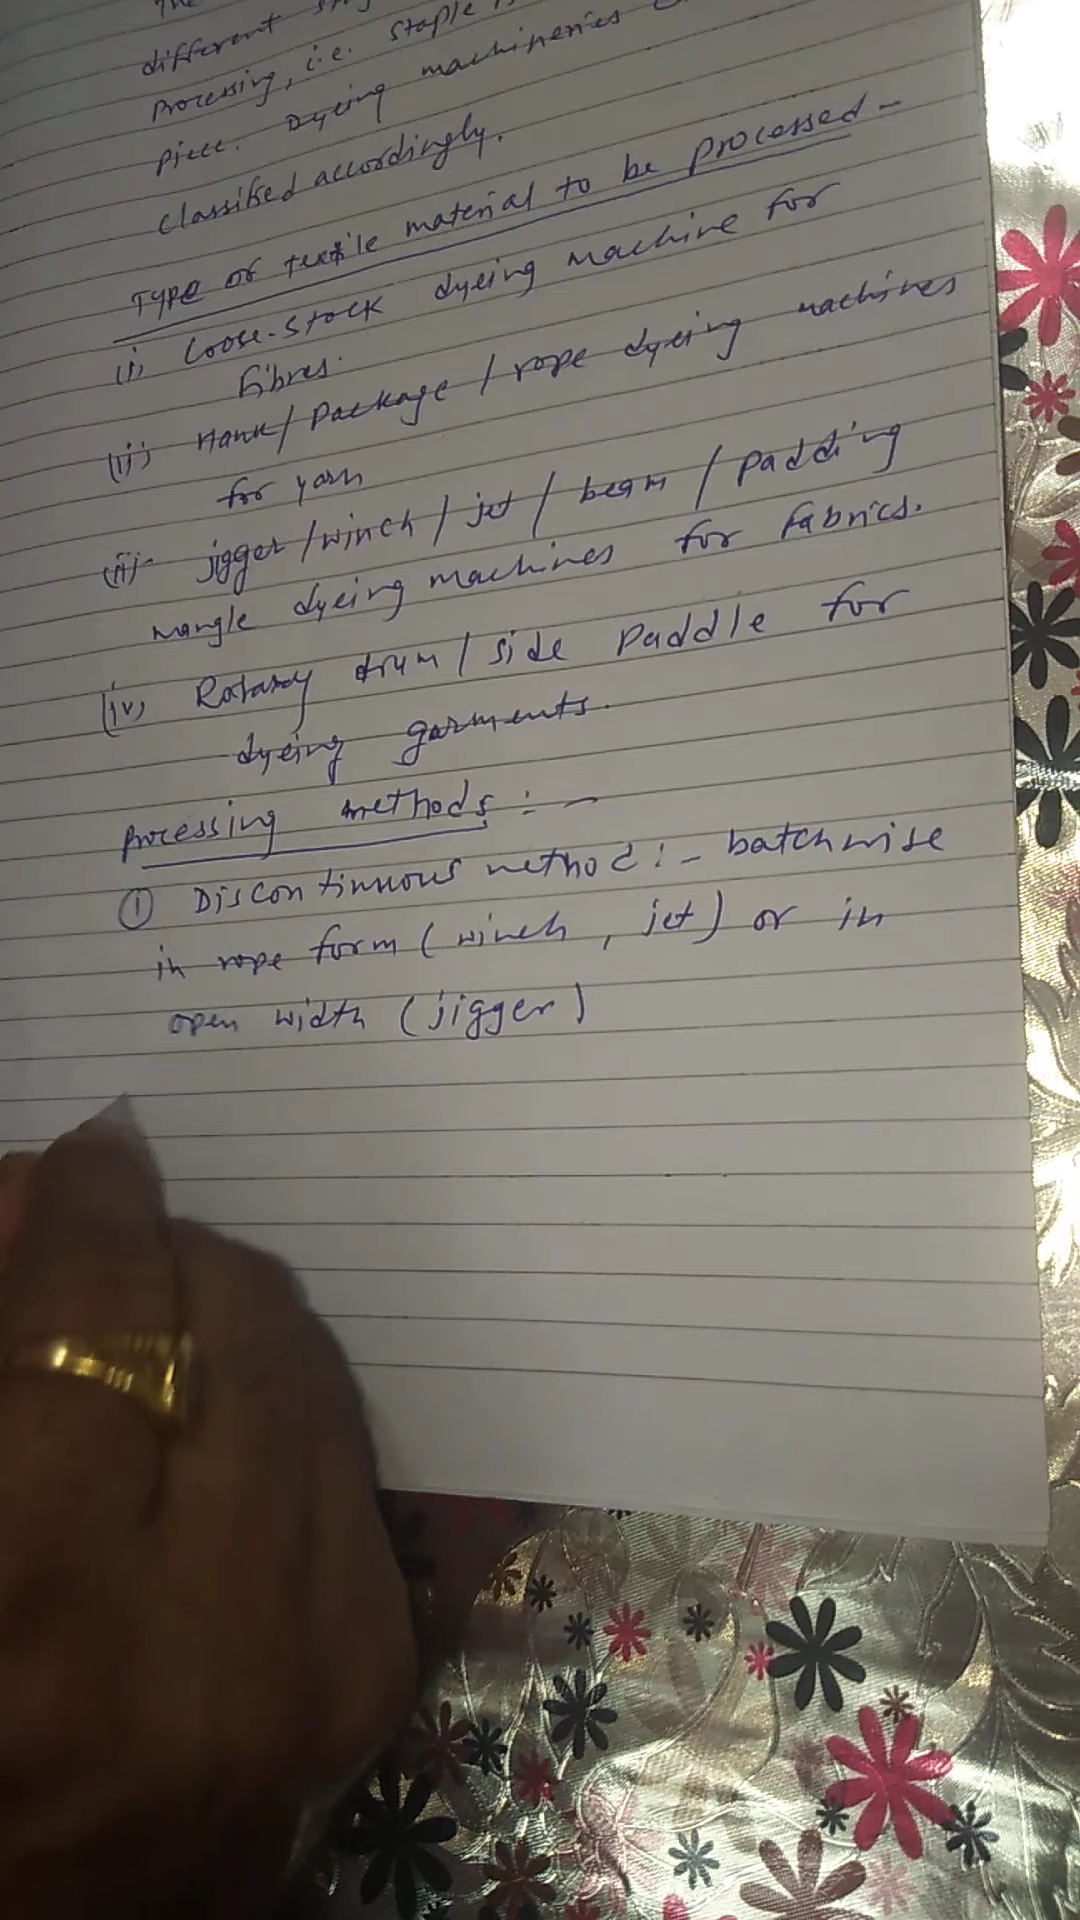 The
different
Processing, i.e. staple
piece. Dyeing machineries
classified accordingly.
Type of textile material to be processed -
(i) Loose-stock dyeing machine for
fibres.
(ii) Hank/Package/rope dyeing machines
for yarn
(iii) jigger/winch/jet/beam/padding
mangle dyeing machines for fabrics.
(iv) Rotary drum/side paddle for
dyeing garments.
Processing methods :-
① Discontinuous method:- batchwise
in rope form (winch, jet) or in
open width (jigger)